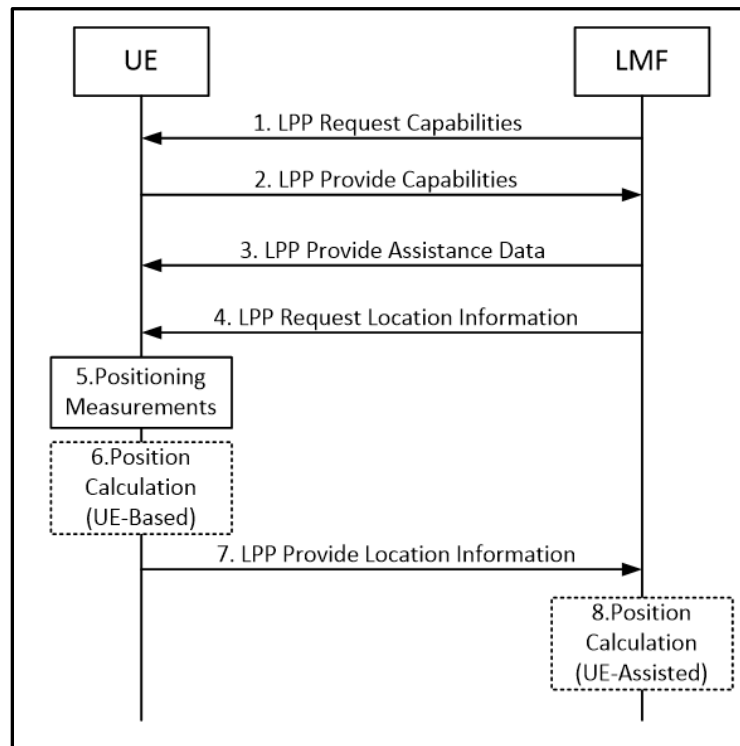 UE
LMF
1. LPP Request Capabilities
2. LPP Provide Capabilities
3. LPP Provide Assistance Data
4. LPP Request Location Information
5.Positioning
Measurements
6.Position
Calculation
(UE-Based)
7. LPP Provide Location Information
8.Position
Calculation
(UE-Assisted)